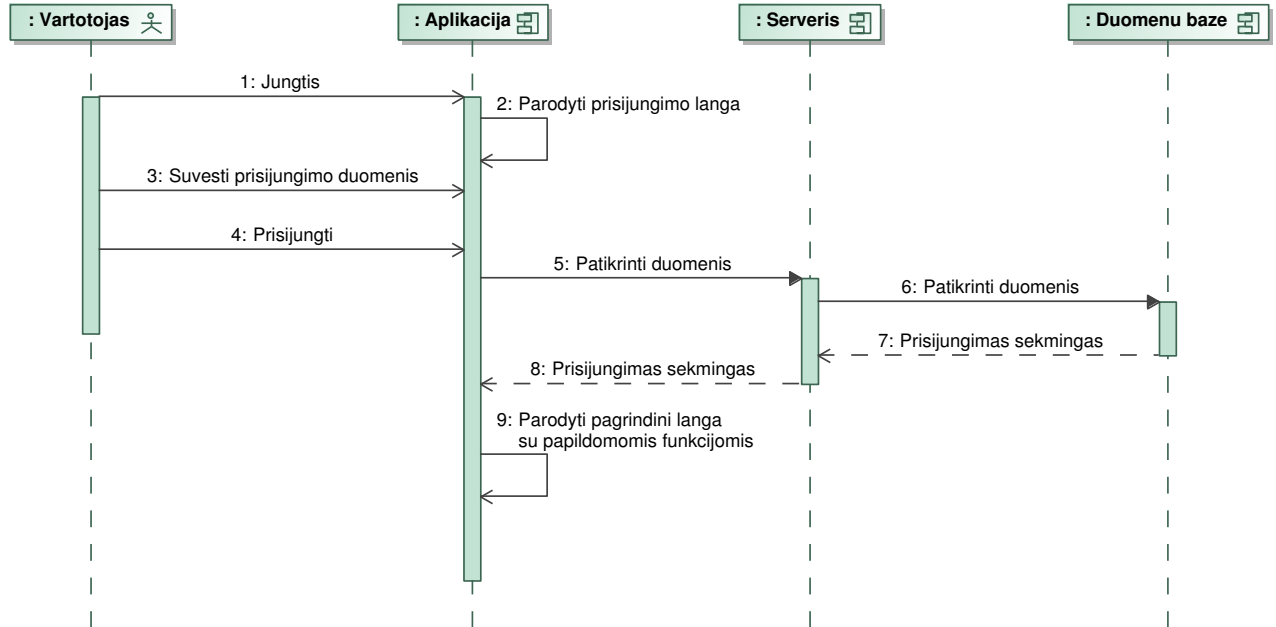 : Vartotojas
: Aplikacija
: Serveris
: Duomenu baze
1: Jungtis
2: Parodyti prisijungimo langa
3: Suvesti prisijungimo duomenis
4: Prisijungti
5: Patikrinti duomenis
6: Patikrinti duomenis
7: Prisijungimas sekmingas
8: Prisijungimas sekmingas
9: Parodyti pagrindini langa
su papildomomis funkcijomis